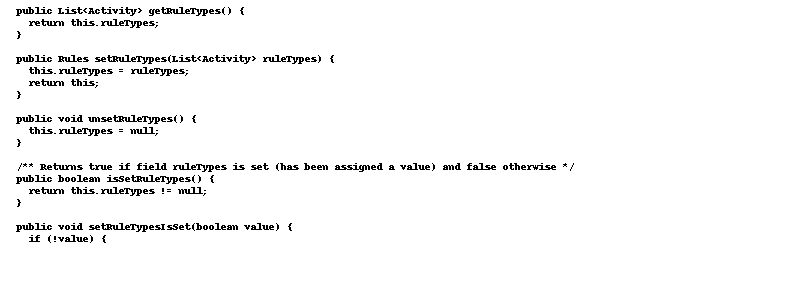 public List<Activity> getRuleTypes() {
return this.ruleTypes;
}
public Rules setRuleTypes(List<Activity> ruleTypes) {
this.ruleTypes = ruleTypes;
return this;
}
public void unsetRuleTypes() {
this.ruleTypes = null;
}
/** Returns true if field ruleTypes is set (has been assigned a value) and false otherwise */
public boolean isSetRuleTypes() {
return this.ruleTypes != null;
}
public void setRuleTypesIsSet(boolean value) {
if (!value) {